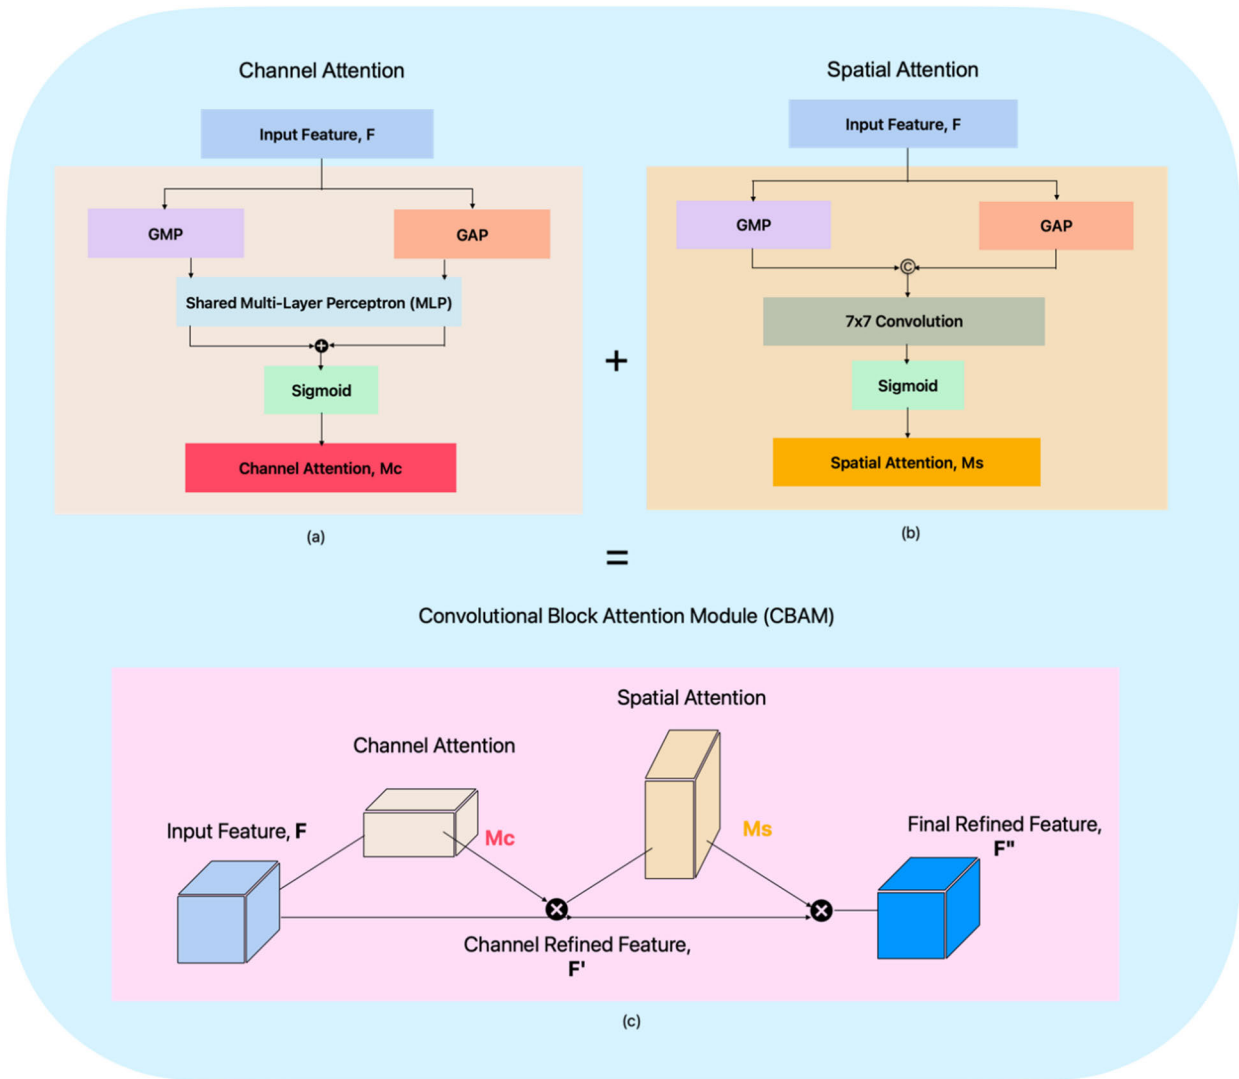 Channel Attention
Input Feature, F
GMP
GAP
Shared Multi-Layer Perceptron (MLP)
+
Sigmoid
Channel Attention, Mc
(a)
+
Spatial Attention
Input Feature, F
GMP
GAP
©
7x7 Convolution
Sigmoid
Spatial Attention, Ms
(b)
=
Convolutional Block Attention Module (CBAM)
Spatial Attention
Channel Attention
Input Feature, F
Mc
Ms
Final Refined Feature,
F"
Channel Refined Feature,
F'
(c)